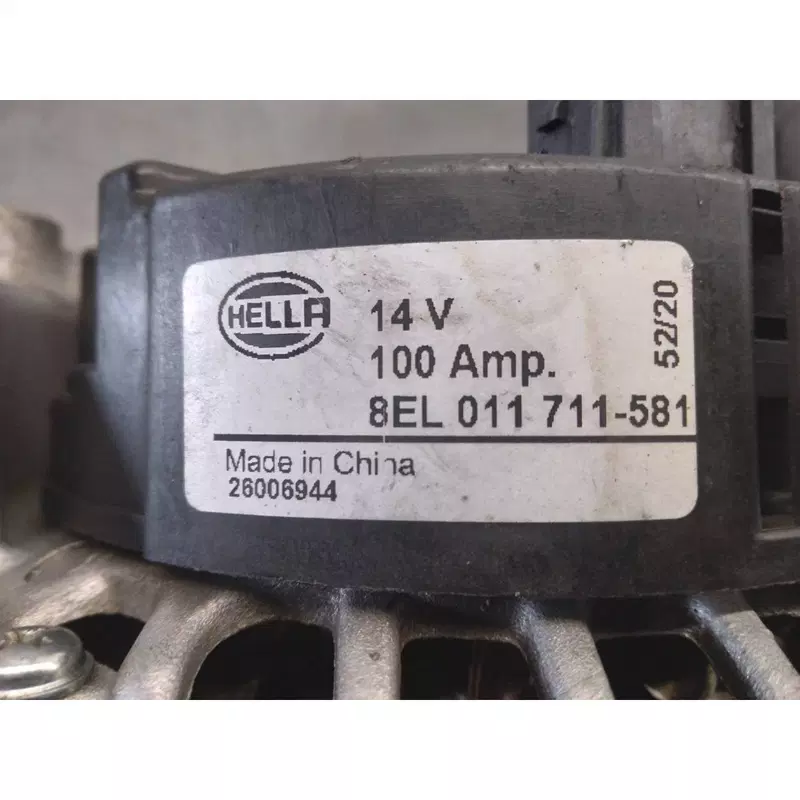 HELLA
14 V
100 Amp.
8EL 011 711-581
52/20
Made in China
26006944